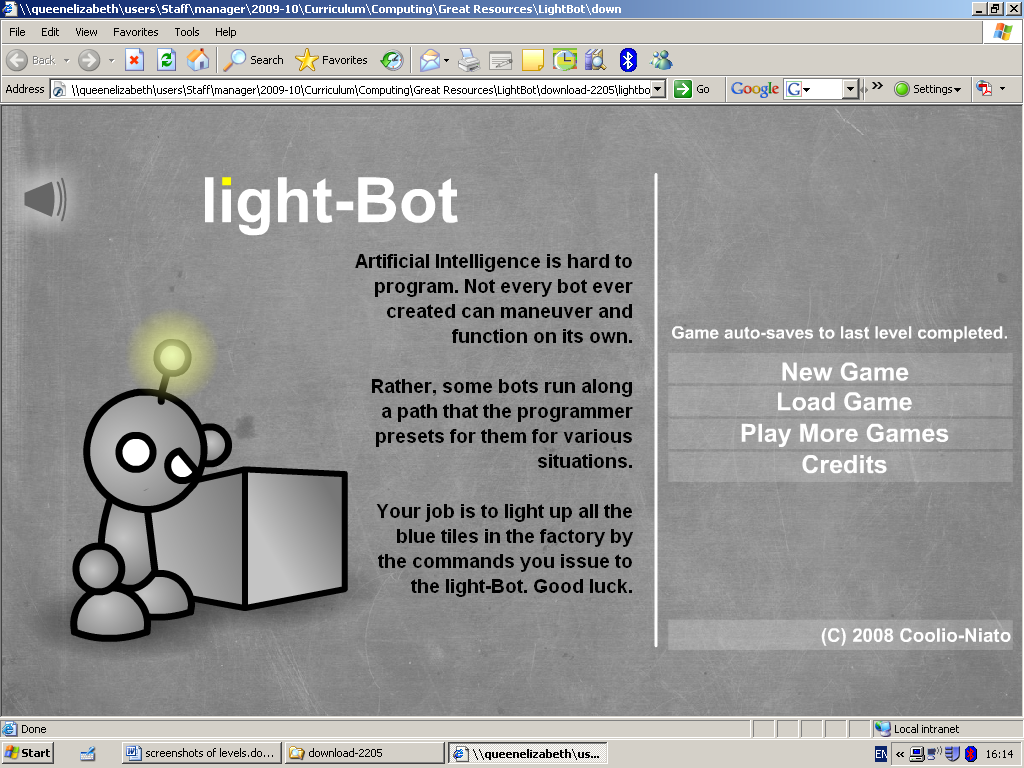 \\queenelizabeth\users\Staff\manager\2009-10\Curriculum\Computing\Great Resources\LightBot\down
File Edit View Favorites Tools Help
Back Search Favorites
Address \\queenelizabeth\users\Staff\manager\2009-10\Curriculum\Computing\Great Resources\LightBot\download-2205\lightbo Go Google G Settings
light-Bot
Artificial Intelligence is hard to
program. Not every bot ever
created can maneuver and
function on its own.
Rather, some bots run along
a path that the programmer
presets for them for various
situations.
Your job is to light up all the
blue tiles in the factory by
the commands you issue to
the light-Bot. Good luck.
Game auto-saves to last level completed.
New Game
Load Game
Play More Games
Credits
(C) 2008 Coolio-Niato
Done Local intranet
Start screenshots of levels.do... download-2205 \\queenelizabeth\us... EN 16:14